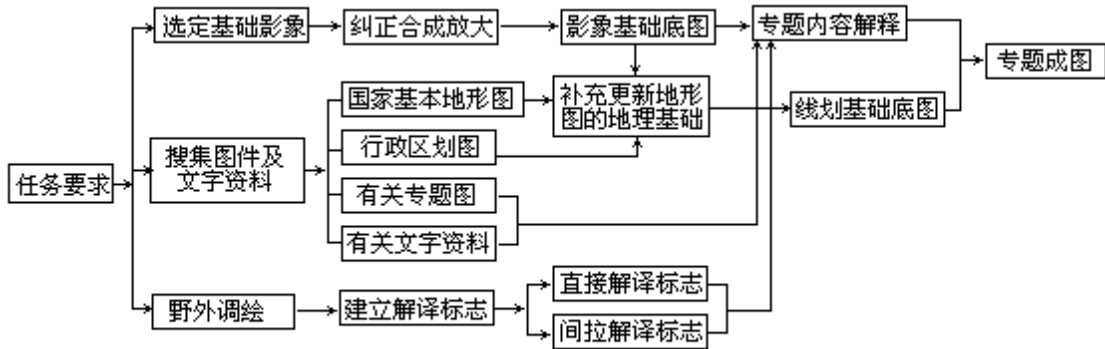 选定基础影象
纠正合成放大
影象基础底图
专题内容解释
专题成图
国家基本地形图
补充更新地形
图的地理基础
线划基础底图
行政区划图
任务要求
搜集图件及
文字资料
有关专题图
有关文字资料
野外调绘
建立解译标志
直接解译标志
间拉解译标志